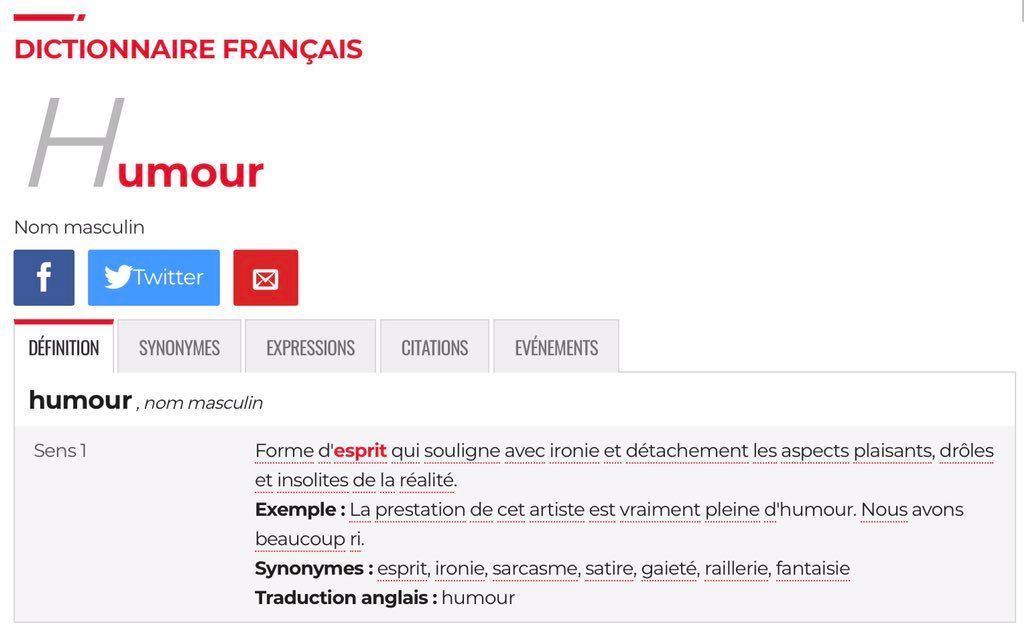 DICTIONNAIRE FRANÇAIS
Humour
Nom masculin
f Twitter
DÉFINITION SYNONYMES EXPRESSIONS CITATIONS EVÉNEMENTS
humour , nom masculin
Sens 1 Forme d'esprit qui souligne avec ironie et détachement les aspects plaisants, drôles
et insolites de la réalité.
Exemple : La prestation de cet artiste est vraiment pleine d'humour. Nous avons
beaucoup ri.
Synonymes : esprit, ironie, sarcasme, satire, gaieté, raillerie, fantaisie
Traduction anglais : humour